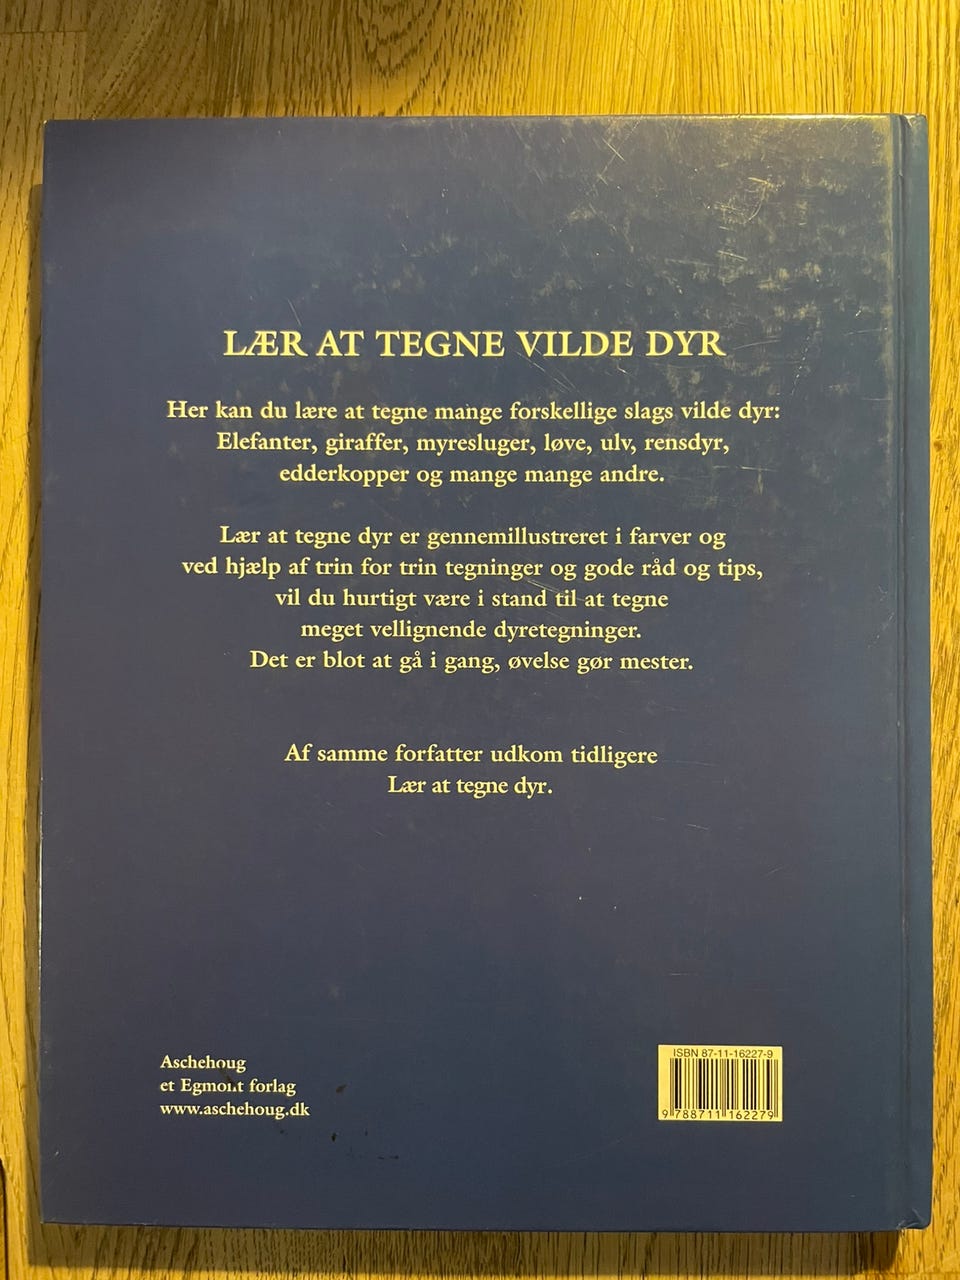 LÆR AT TEGNE VILDE DYR
Her kan du lære at tegne mange forskellige slags vilde dyr:
Elefanter, giraffer, myresluger, løve, ulv, rensdyr,
edderkopper og mange mange andre.
Lær at tegne dyr er gennemillustreret i farver og
ved hjælp af trin for trin tegninger og gode råd og tips,
vil du hurtigt være i stand til at tegne
meget vellignende dyretegninger.
Det er blot at gå i gang, øvelse gør mester.
Af samme forfatter udkom tidligere
Lær at tegne dyr.
Aschehoug
et Egmont forlag
www.aschehoug.dk
ISBN 87-11-16227-9
9 788711 162279